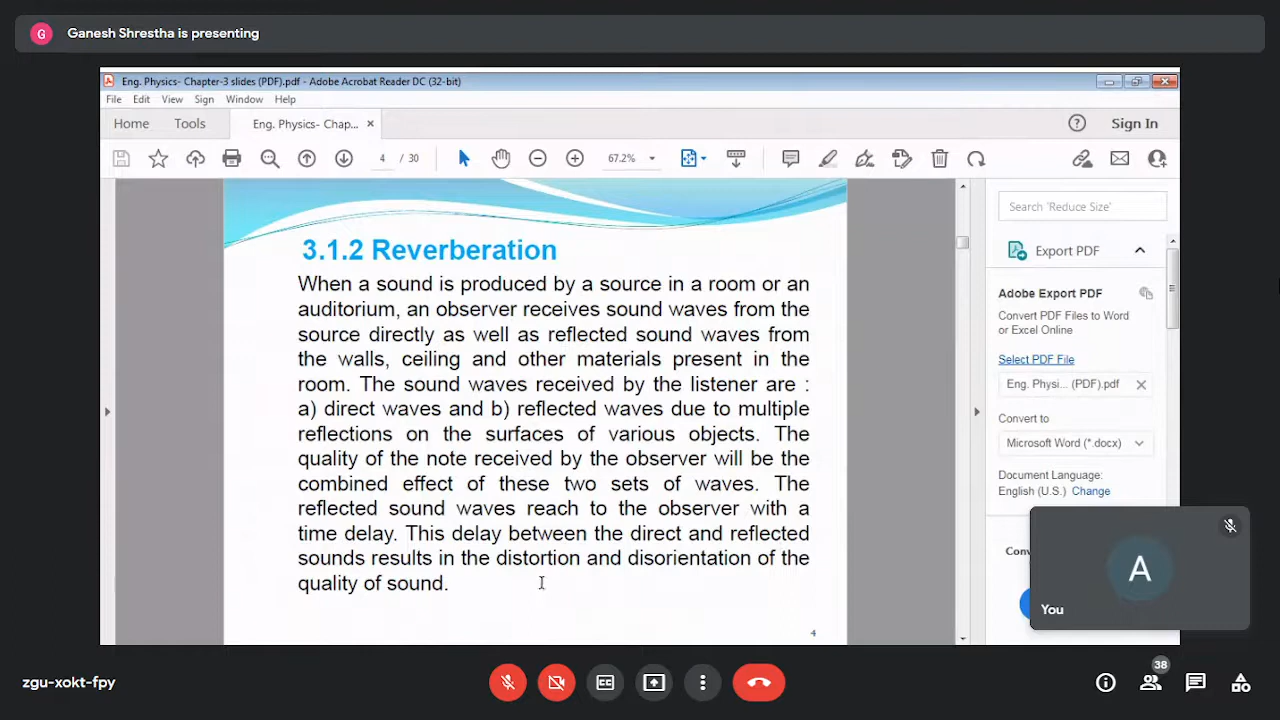 G Ganesh Shrestha is presenting
Eng. Physics- Chapter-3 slides (PDF).pdf - Adobe Acrobat Reader DC (32-bit)
File Edit View Sign Window Help
Home Tools Eng. Physics- Chap... Sign In
4 / 30 67.2%
3.1.2 Reverberation
When a sound is produced by a source in a room or an
auditorium, an observer receives sound waves from the
source directly as well as reflected sound waves from
the walls, ceiling and other materials present in the
room. The sound waves received by the listener are :
a) direct waves and b) reflected waves due to multiple
reflections on the surfaces of various objects. The
quality of the note received by the observer will be the
combined effect of these two sets of waves. The
reflected sound waves reach to the observer with a
time delay. This delay between the direct and reflected
sounds results in the distortion and disorientation of the
quality of sound.
4
Search 'Reduce Size'
Export PDF
Adobe Export PDF
Convert PDF Files to Word
or Excel Online
Select PDF File
Eng. Physi... (PDF).pdf
Convert to
Microsoft Word (*.docx)
Document Language:
English (U.S.) Change
A
You
zgu-xokt-fpy
CC
38